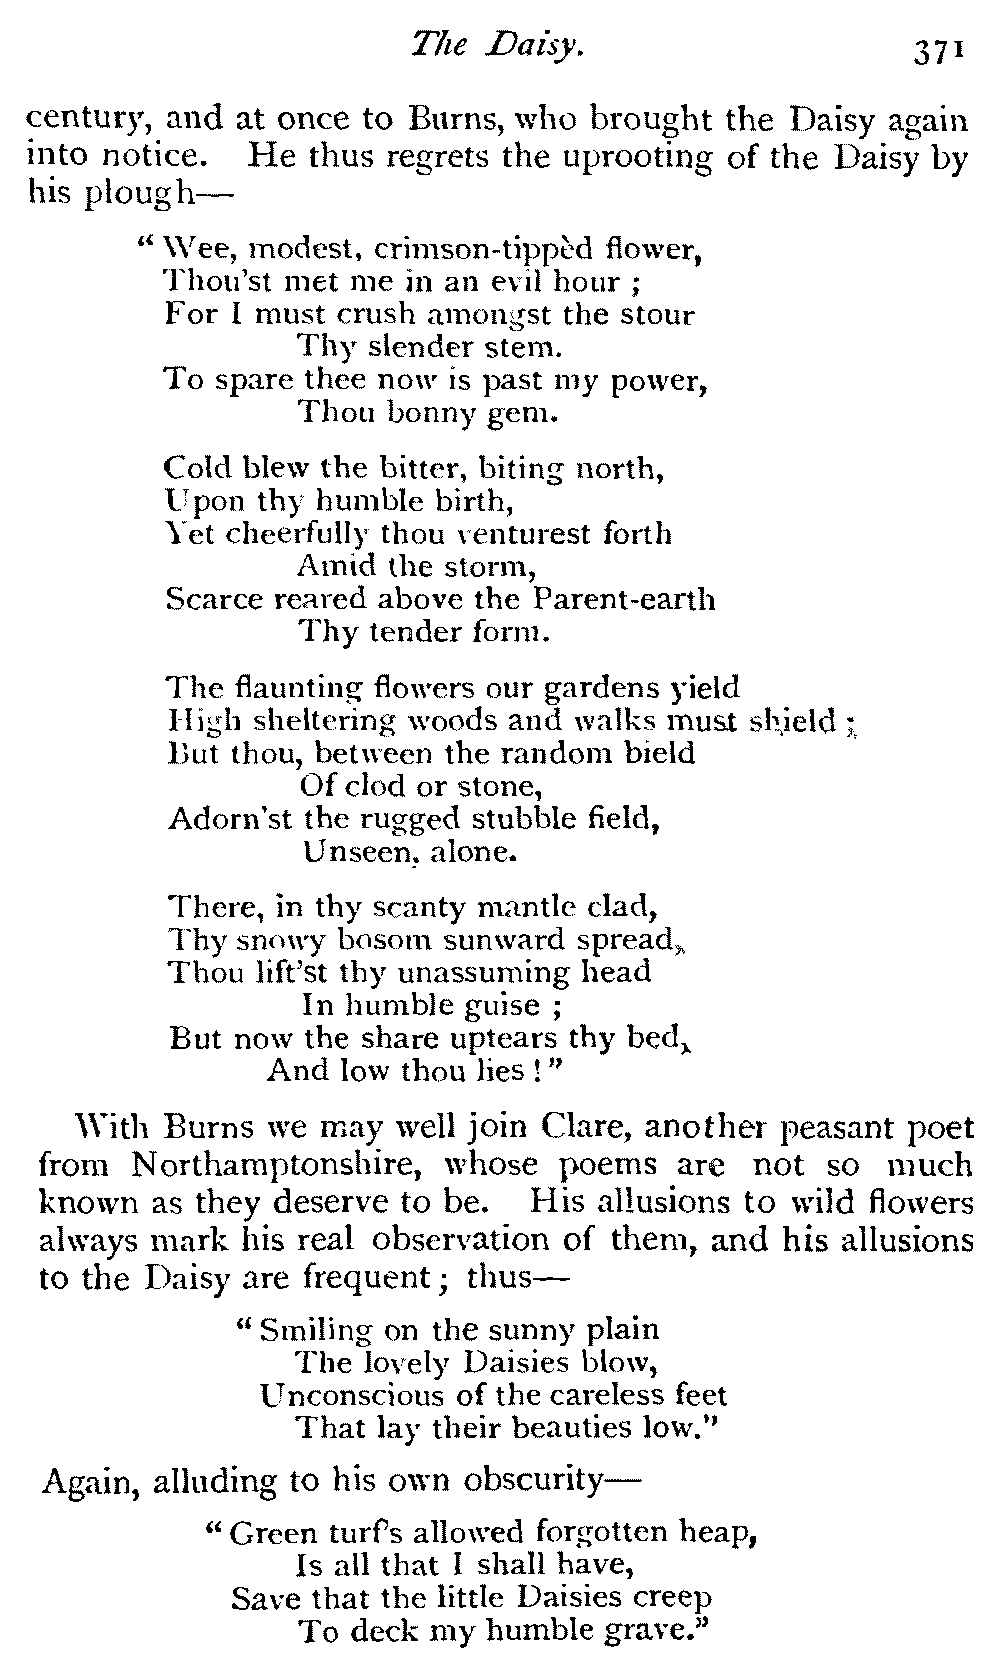 The Daisy. 371
century, and at once to Burns, who brought the Daisy again
into notice. He thus regrets the uprooting of the Daisy by
his plough—
“ Wee, modest, crimson-tippèd flower,
Thou'st met me in an evil hour ;
For I must crush amongst the stour
Thy slender stem.
To spare thee now is past my power,
Thou bonny gem.
Cold blew the bitter, biting north,
Upon thy humble birth,
Yet cheerfully thou venturest forth
Amid the storm,
Scarce reared above the Parent-earth
Thy tender form.
The flaunting flowers our gardens yield
High sheltering woods and walks must shield ;
But thou, between the random bield
Of clod or stone,
Adorn'st the rugged stubble field,
Unseen, alone.
There, in thy scanty mantle clad,
Thy snowy bosom sunward spread,
Thou lift'st thy unassuming head
In humble guise ;
But now the share uptears thy bed,
And low thou lies ! ”
With Burns we may well join Clare, another peasant poet
from Northamptonshire, whose poems are not so much
known as they deserve to be. His allusions to wild flowers
always mark his real observation of them, and his allusions
to the Daisy are frequent ; thus—
“ Smiling on the sunny plain
The lovely Daisies blow,
Unconscious of the careless feet
That lay their beauties low.”
Again, alluding to his own obscurity—
“ Green turf's allowed forgotten heap,
Is all that I shall have,
Save that the little Daisies creep
To deck my humble grave.”